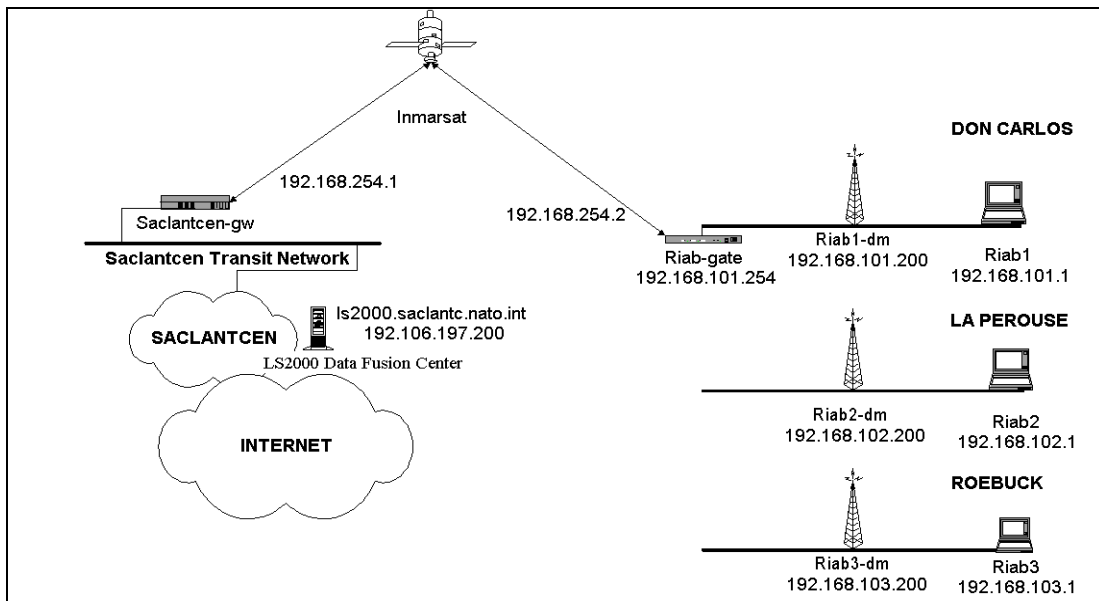 Inmarsat
192.168.254.1
Saclantcen-gw
Saclantcen Transit Network
SACLANTCEN
ls2000.saclantc.nato.int
192.106.197.200
LS2000 Data Fusion Center
INTERNET
192.168.254.2
Riab-gate
192.168.101.254
DON CARLOS
Riab1-dm
192.168.101.200
Riab1
192.168.101.1
LA PEROUSE
Riab2-dm
192.168.102.200
Riab2
192.168.102.1
ROEBUCK
Riab3-dm
192.168.103.200
Riab3
192.168.103.1